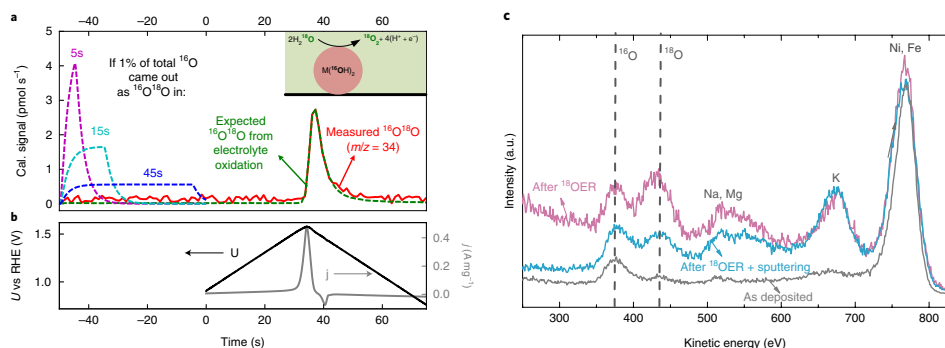 a
−40 −20 0 20 40 60
Cal. signal (pmol s⁻¹)
5
4
3
2
1
0
5s
15s
45s
If 1% of total ¹⁶O
came out
as ¹⁶O¹⁸O in:
2H₂¹⁸O
¹⁸O₂+ 4(H⁺ + e⁻)
M(¹⁶OH)₂
Expected
¹⁶O¹⁸O from
electrolyte
oxidation
Measured ¹⁶O¹⁸O
(m/z = 34)
b
U vs RHE (V)
1.5
1.0
U
j
0.4
0.2
0.0
j (A mg⁻¹)
−40 −20 0 20 40 60
Time (s)
c
Intensity (a.u.)
¹⁶O
¹⁸O
Ni, Fe
After ¹⁸OER
Na, Mg
K
After ¹⁸OER + sputtering
As deposited
300 400 500 600 700 800
Kinetic energy (eV)